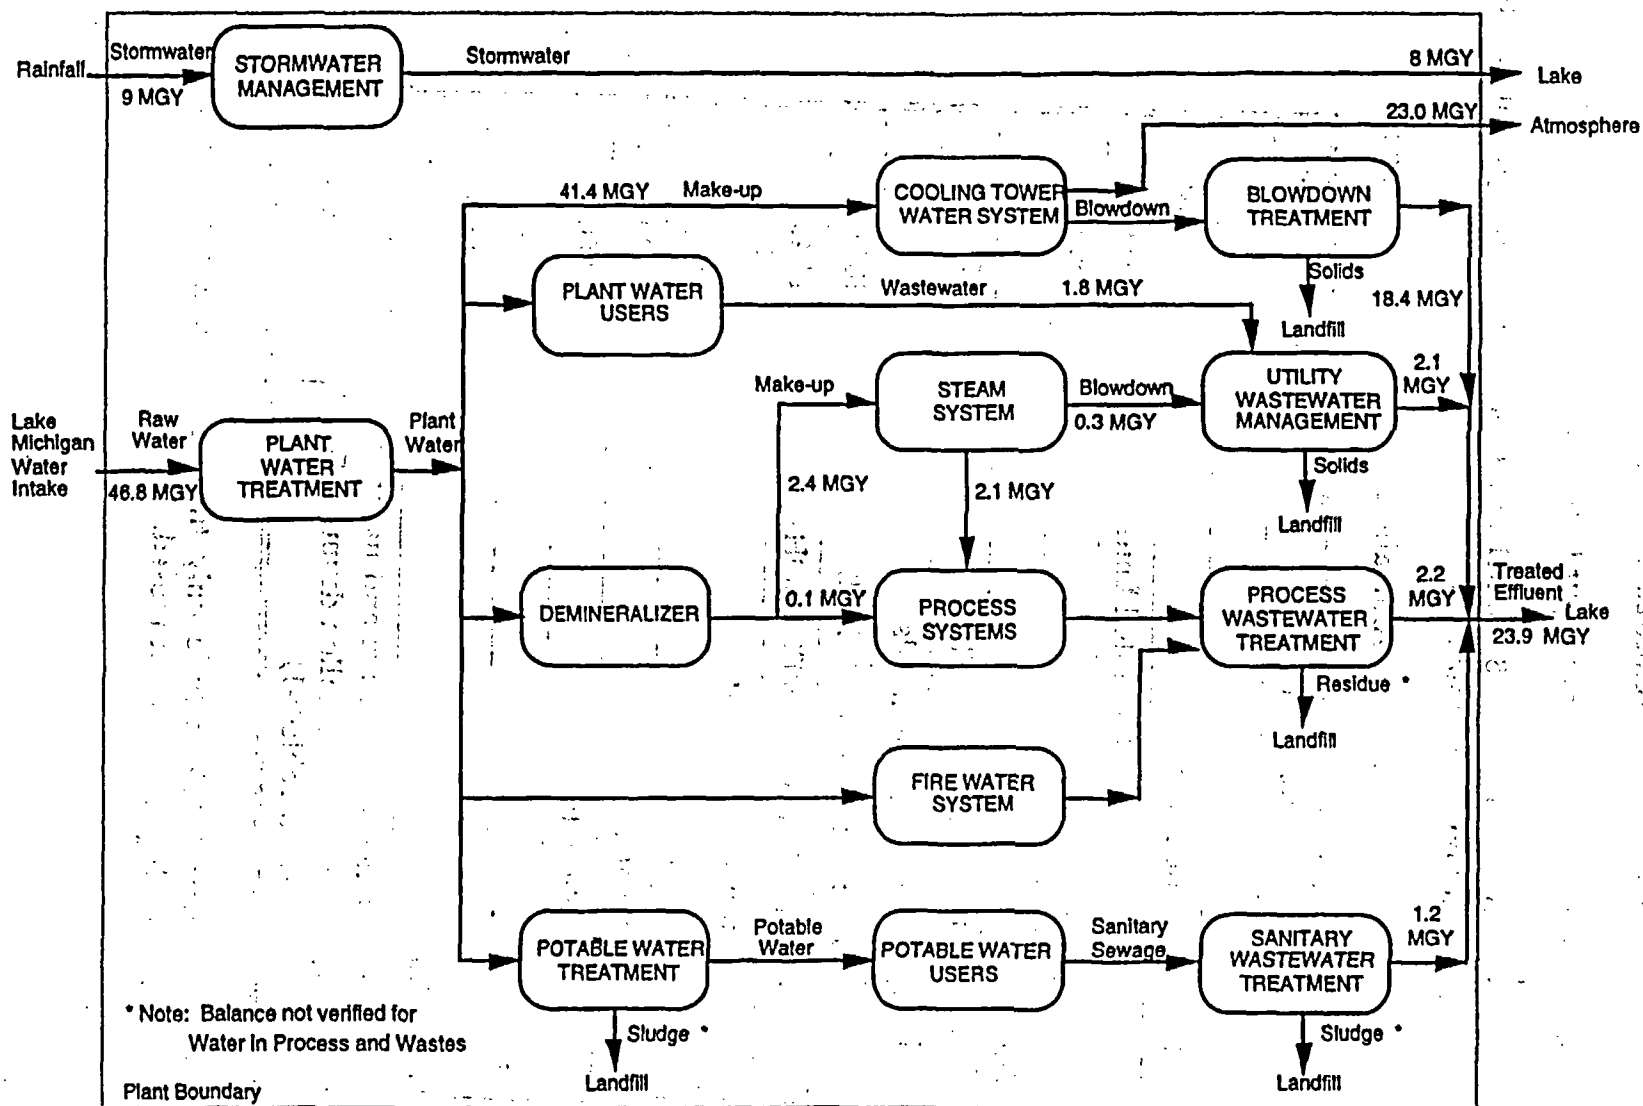 Rainfall
Stormwater
9 MGY
STORMWATER
MANAGEMENT
Stormwater
8 MGY
Lake
23.0 MGY
Atmosphere
41.4 MGY
Make-up
COOLING TOWER
WATER SYSTEM
Blowdown
BLOWDOWN
TREATMENT
Solids
Landfill
18.4 MGY
PLANT WATER
USERS
Wastewater
1.8 MGY
Make-up
STEAM
SYSTEM
Blowdown
0.3 MGY
UTILITY
WASTEWATER
MANAGEMENT
2.1
MGY
Solids
Landfill
Lake
Michigan
Water
Intake
Raw
Water
46.8 MGY
PLANT
WATER
TREATMENT
Plant
Water
2.4 MGY
2.1 MGY
DEMINERALIZER
0.1 MGY
PROCESS
SYSTEMS
PROCESS
WASTEWATER
TREATMENT
2.2
MGY
Treated
Effluent
Lake
23.9 MGY
Residue *
Landfill
FIRE WATER
SYSTEM
POTABLE WATER
TREATMENT
Potable
Water
POTABLE WATER
USERS
Sanitary
Sewage
SANITARY
WASTEWATER
TREATMENT
1.2
MGY
Sludge *
Landfill
Sludge *
Landfill
* Note: Balance not verified for
Water in Process and Wastes
Plant Boundary